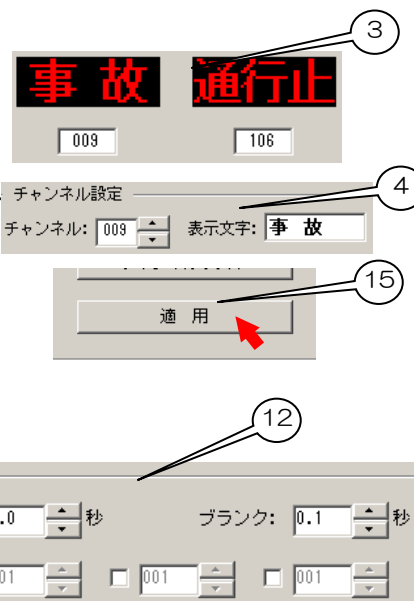 3
事 故 通行止
009 106
4
チャンネル設定
チャンネル: 009 表示文字: 事 故
15
適 用
12
.0 秒 ブランク: 0.1 秒
01 001 001